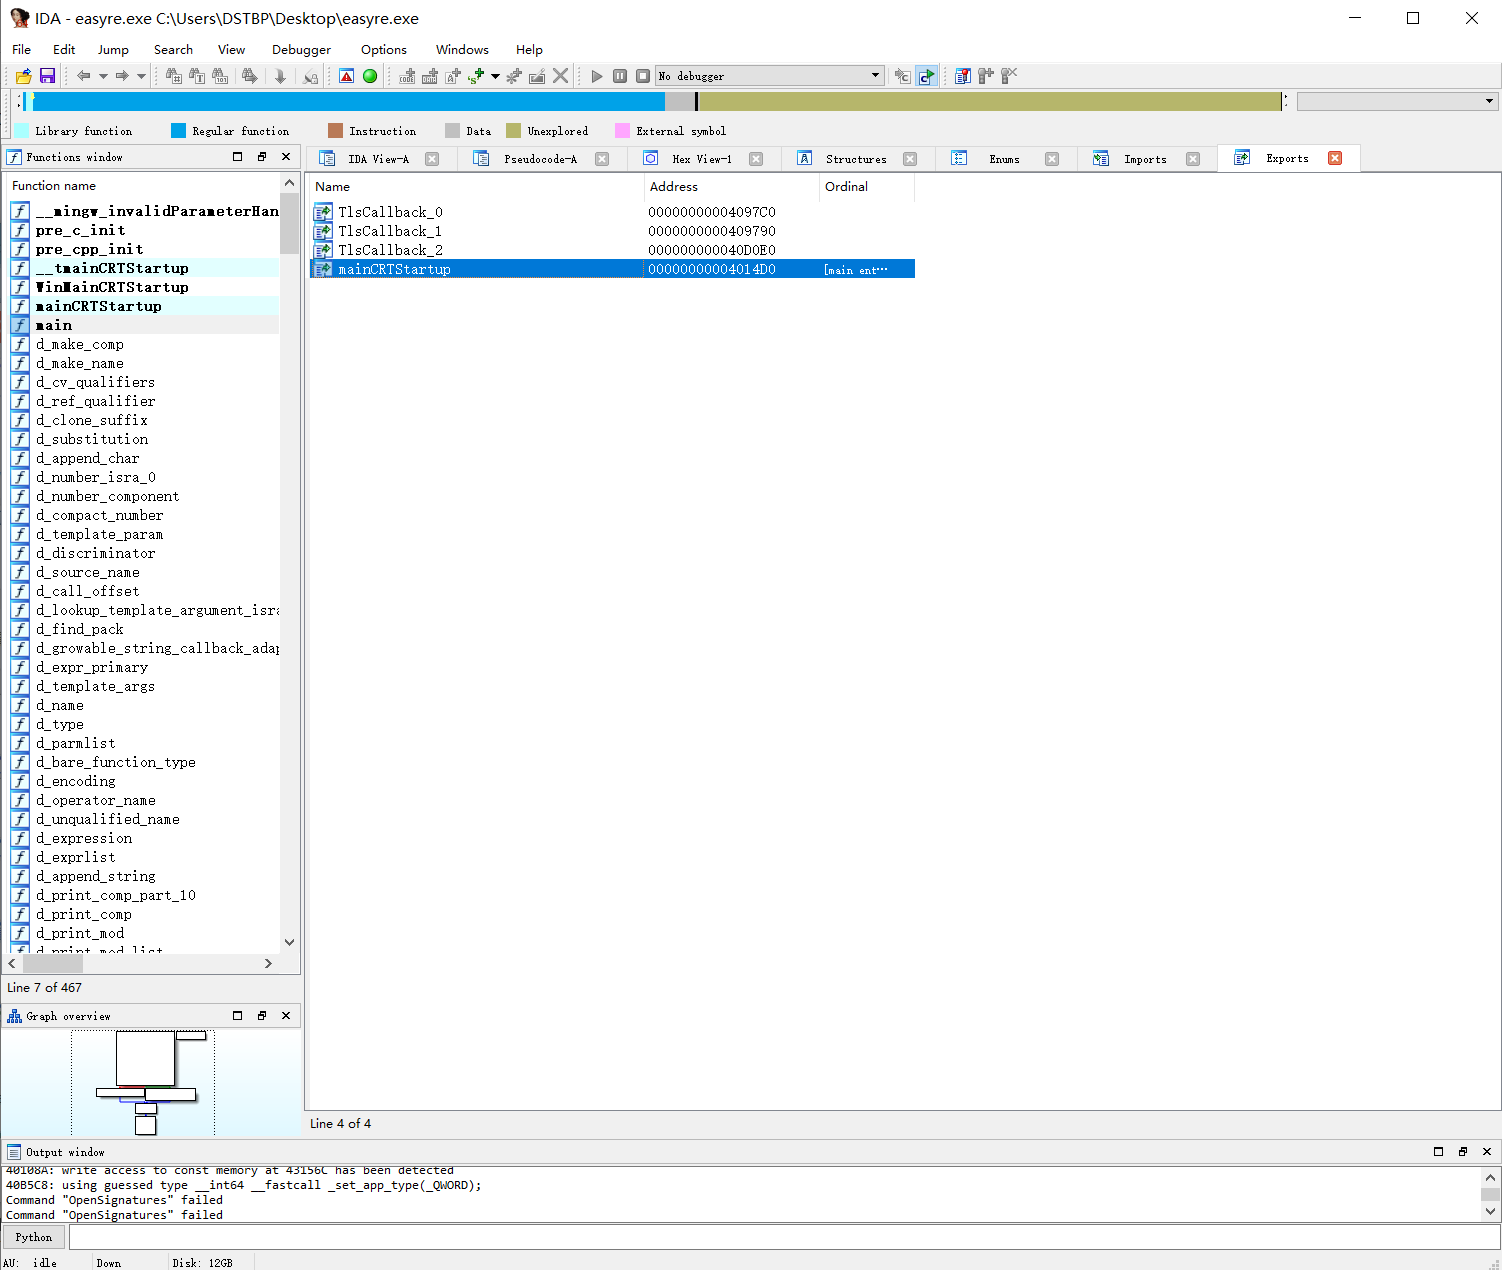 IDA - easyre.exe C:\Users\DSTBP\Desktop\easyre.exe
File Edit Jump Search View Debugger Options Windows Help
No debugger
Library function Regular function Instruction Data Unexplored External symbol
Functions window
IDA View-A Pseudocode-A Hex View-1 Structures Enums Imports Exports
Function name
__mingw_invalidParameterHan
pre_c_init
pre_cpp_init
__tmainCRTStartup
WinMainCRTStartup
mainCRTStartup
main
d_make_comp
d_make_name
d_cv_qualifiers
d_ref_qualifier
d_clone_suffix
d_substitution
d_append_char
d_number_isra_0
d_number_component
d_compact_number
d_template_param
d_discriminator
d_source_name
d_call_offset
d_lookup_template_argument_isra
d_find_pack
d_growable_string_callback_adap
d_expr_primary
d_template_args
d_name
d_type
d_parmlist
d_bare_function_type
d_encoding
d_operator_name
d_unqualified_name
d_expression
d_exprlist
d_append_string
d_print_comp_part_10
d_print_comp
d_print_mod
d_print_mod_list
Line 7 of 467
Name Address Ordinal
TlsCallback_0 00000000004097C0
TlsCallback_1 0000000000409790
TlsCallback_2 000000000040D0E0
mainCRTStartup 00000000004014D0 [main ent...
Line 4 of 4
Graph overview
Output window
40108A: write access to const memory at 43156C has been detected
40B5C8: using guessed type __int64 __fastcall _set_app_type(_QWORD);
Command "OpenSignatures" failed
Command "OpenSignatures" failed
Python
AU: idle Down Disk: 12GB